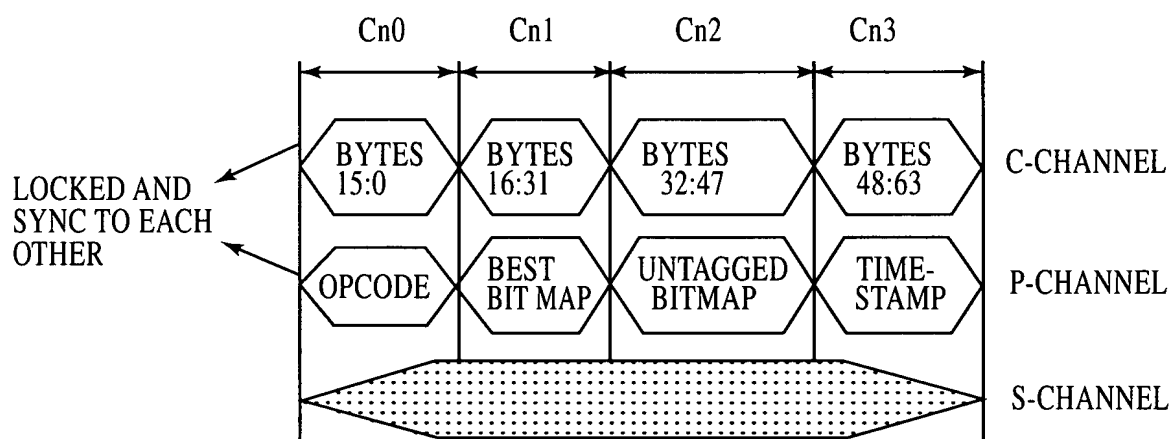 Cn0 Cn1 Cn2 Cn3
BYTES 15:0
BYTES 16:31
BYTES 32:47
BYTES 48:63
C-CHANNEL
LOCKED AND
SYNC TO EACH
OTHER
OPCODE
BEST
BIT MAP
UNTAGGED
BITMAP
TIME-
STAMP
P-CHANNEL
S-CHANNEL